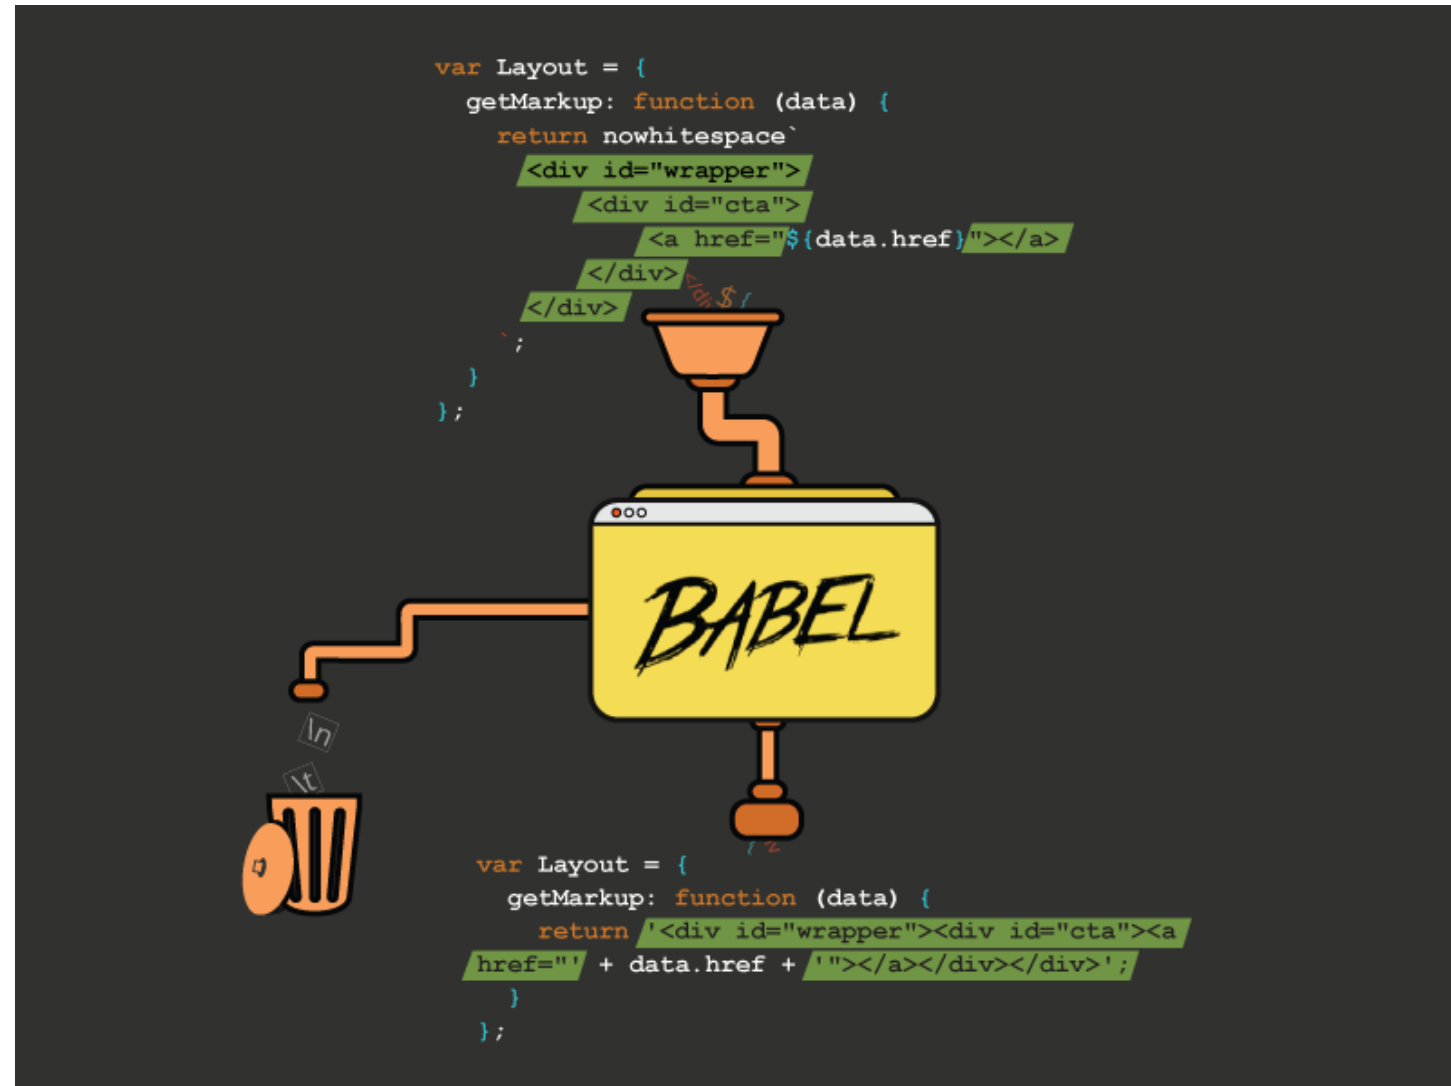 var Layout = {
getMarkup: function (data) {
return nowhitespace`
<div id="wrapper">
<div id="cta">
<a href="${data.href}"></a>
</div>
</div>
`;
}
};
</di
${
BABEL
\n
\t
var Layout = {
getMarkup: function (data) {
return '<div id="wrapper"><div id="cta"><a
href="' + data.href + '"></a></div></div>';
}
};